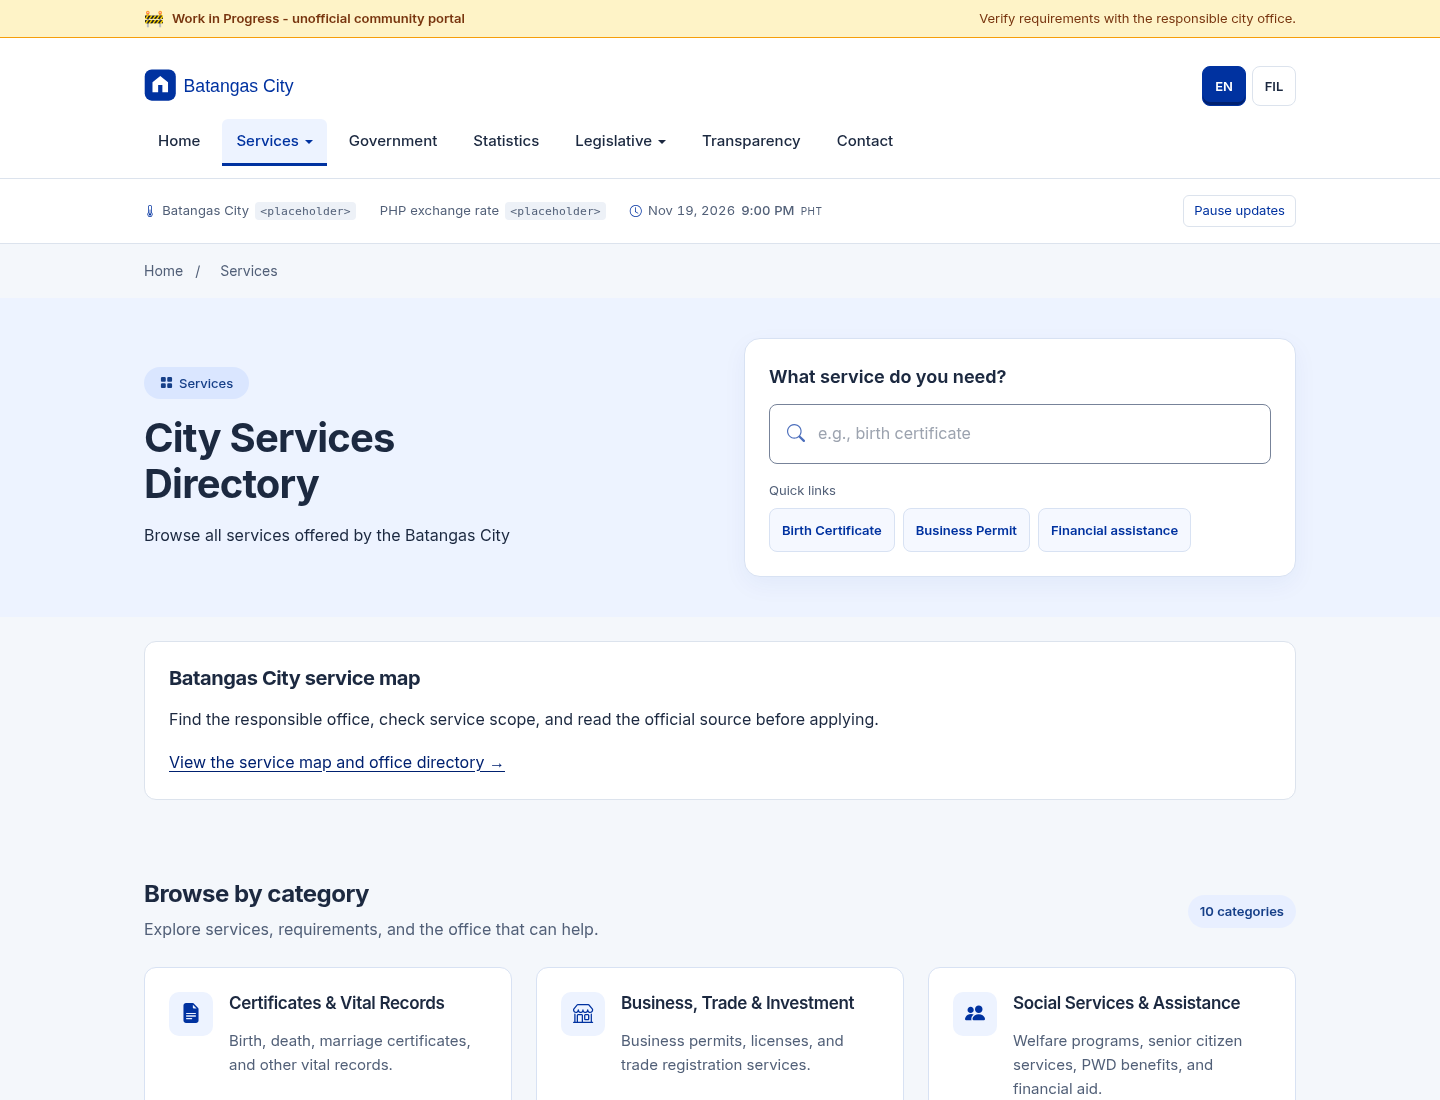 🚧 Work in Progress - unofficial community portal
Verify requirements with the responsible city office.
Batangas City
EN
FIL
Home
Services
Government
Statistics
Legislative
Transparency
Contact
Batangas City <placeholder>
PHP exchange rate <placeholder>
Nov 19, 2026 9:00 PM PHT
Pause updates
Home / Services
Services
City Services
Directory
Browse all services offered by the Batangas City
What service do you need?
e.g., birth certificate
Quick links
Birth Certificate
Business Permit
Financial assistance
Batangas City service map
Find the responsible office, check service scope, and read the official source before applying.
View the service map and office directory →
Browse by category
Explore services, requirements, and the office that can help.
10 categories
Certificates & Vital Records
Birth, death, marriage certificates,
and other vital records.
Business, Trade & Investment
Business permits, licenses, and
trade registration services.
Social Services & Assistance
Welfare programs, senior citizen
services, PWD benefits, and
financial aid.